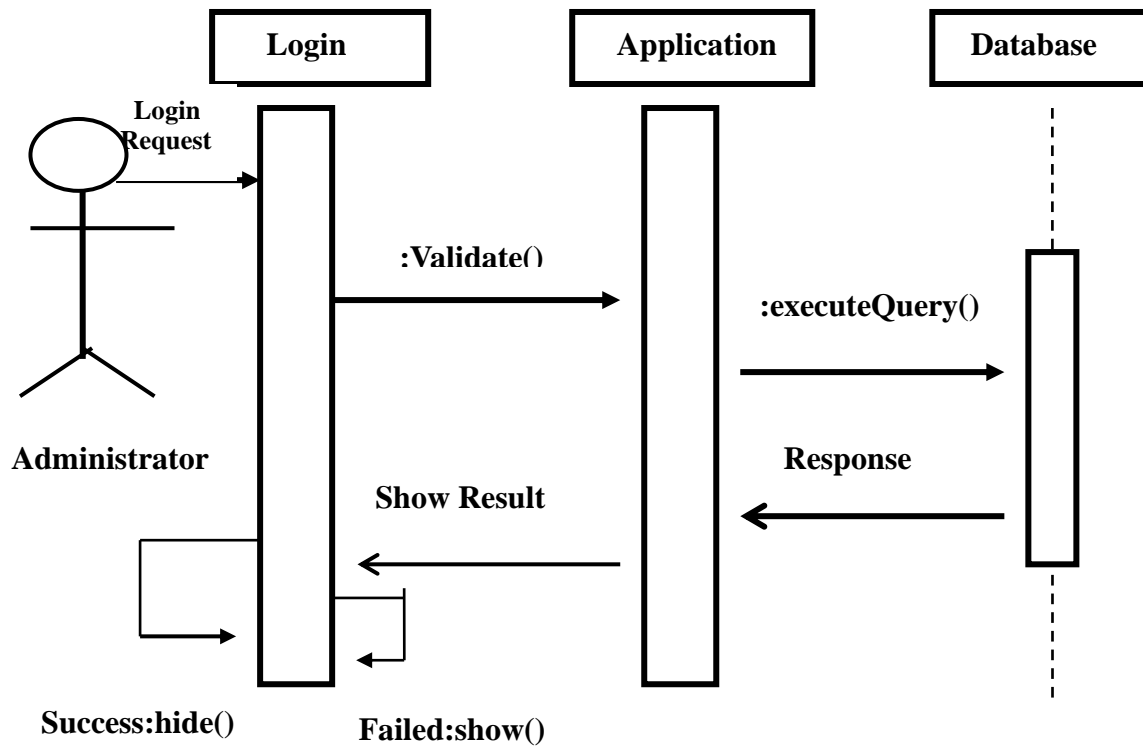 Login
Application
Database
Login
Request
:Validate()
:executeQuery()
Administrator
Response
Show Result
Success:hide()
Failed:show()